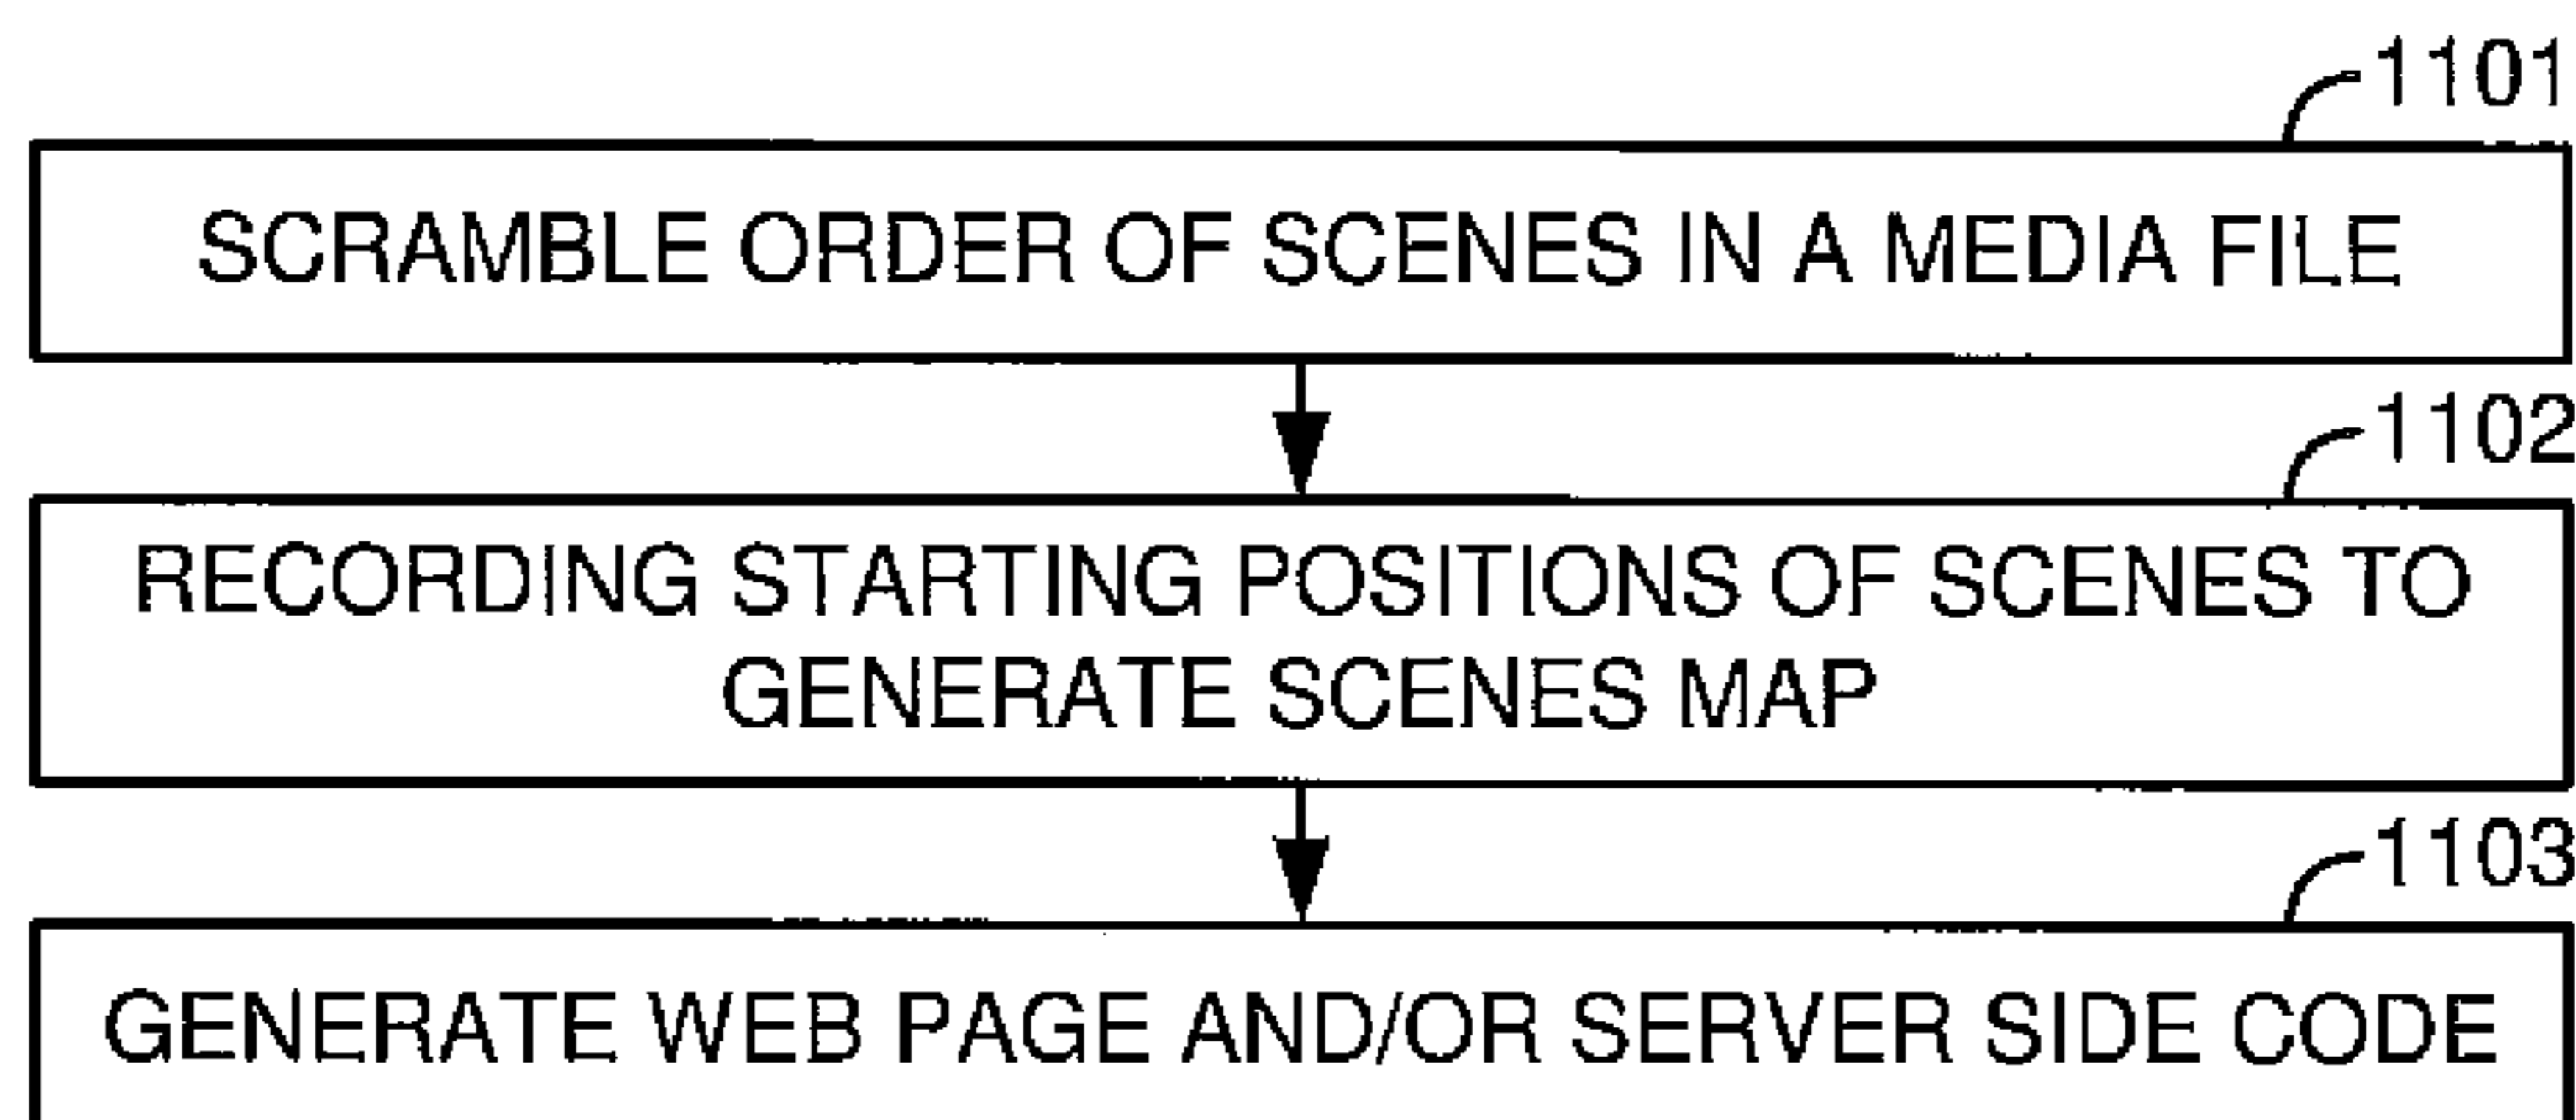 1101
SCRAMBLE ORDER OF SCENES IN A MEDIA FILE
1102
RECORDING STARTING POSITIONS OF SCENES TO
GENERATE SCENES MAP
1103
GENERATE WEB PAGE AND/OR SERVER SIDE CODE